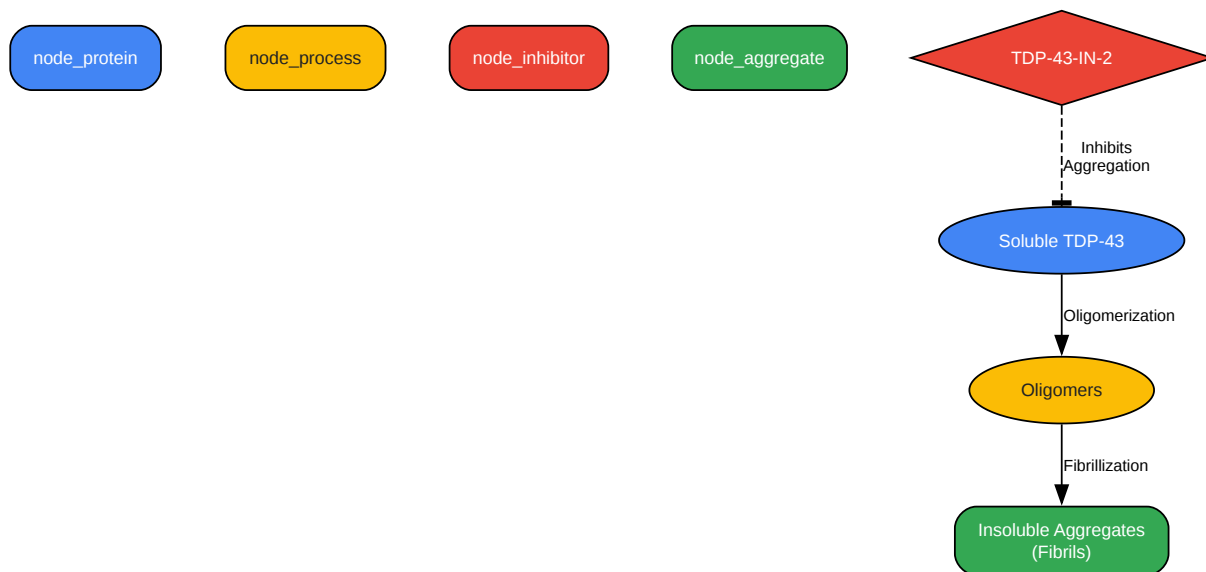 node_protein
node_process
node_inhibitor
node_aggregate
TDP-43-IN-2
Inhibits
Aggregation
Soluble TDP-43
Oligomerization
Oligomers
Fibrillization
Insoluble Aggregates
(Fibrils)